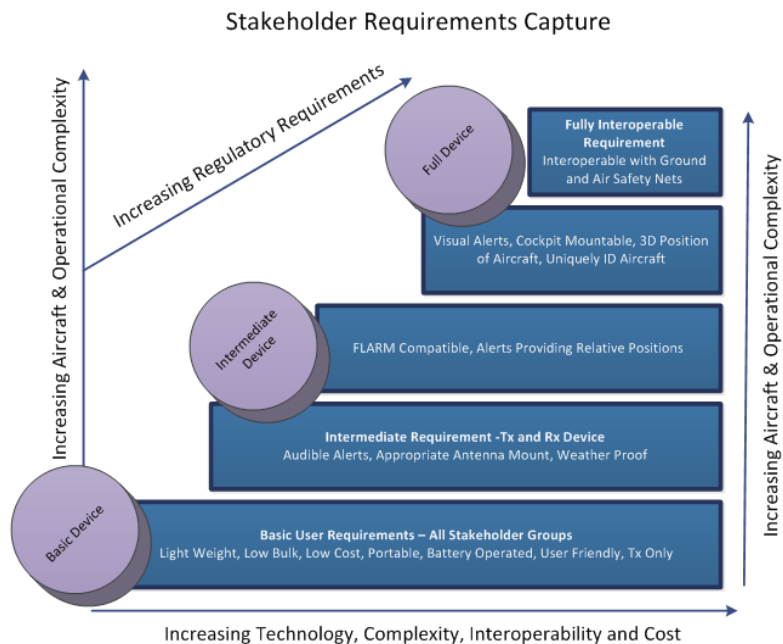 Stakeholder Requirements Capture
Increasing Aircraft & Operational Complexity
Increasing Regulatory Requirements
Full Device
Fully Interoperable
Requirement
Interoperable with Ground
and Air Safety Nets
Visual Alerts, Cockpit Mountable, 3D Position
of Aircraft, Uniquely ID Aircraft
Intermediate
Device
FLARM Compatible, Alerts Providing Relative Positions
Intermediate Requirement -Tx and Rx Device
Audible Alerts, Appropriate Antenna Mount, Weather Proof
Basic Device
Basic User Requirements – All Stakeholder Groups
Light Weight, Low Bulk, Low Cost, Portable, Battery Operated, User Friendly, Tx Only
Increasing Aircraft & Operational Complexity
Increasing Technology, Complexity, Interoperability and Cost